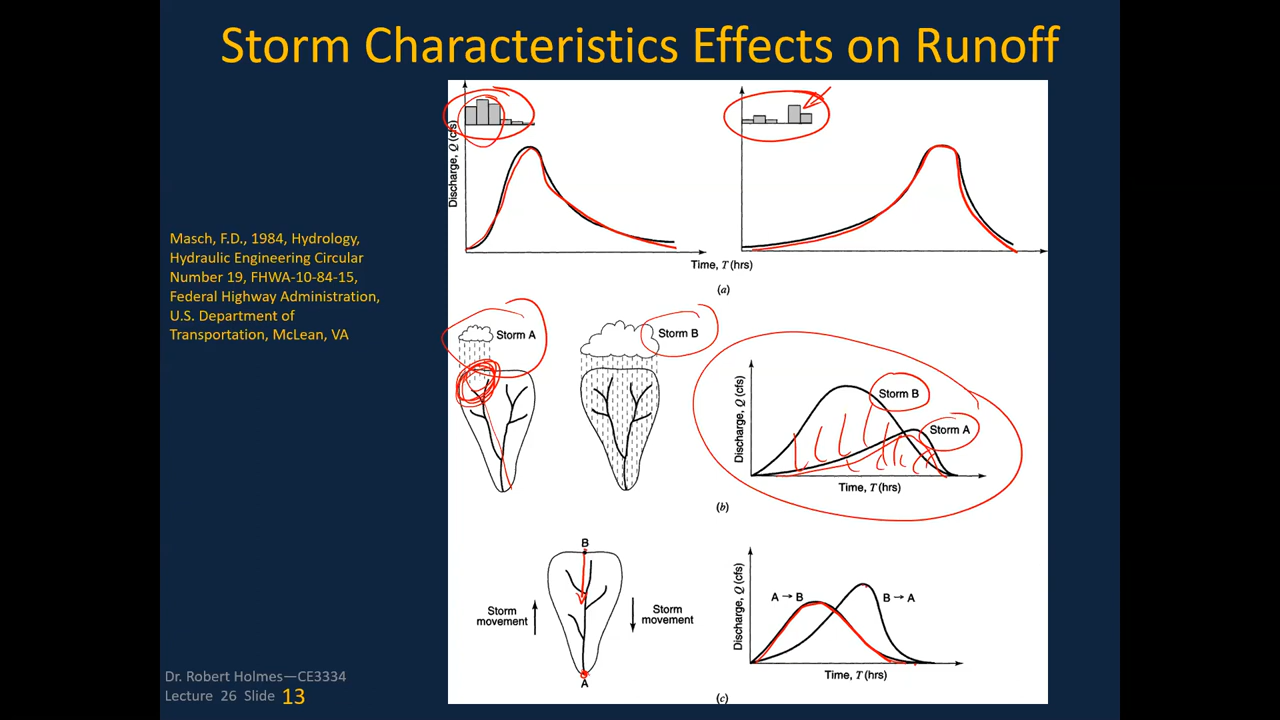 Storm Characteristics Effects on Runoff
Discharge, Q (cfs)
Time, T (hrs)
(a)
Masch, F.D., 1984, Hydrology,
Hydraulic Engineering Circular
Number 19, FHWA-10-84-15,
Federal Highway Administration,
U.S. Department of
Transportation, McLean, VA
Storm A
Storm B
Discharge, Q (cfs)
Storm B
Storm A
Time, T (hrs)
(b)
B
Storm
movement
Storm
movement
A
Discharge, Q (cfs)
A → B
B → A
Time, T (hrs)
(c)
Dr. Robert Holmes—CE3334
Lecture 26 Slide 13